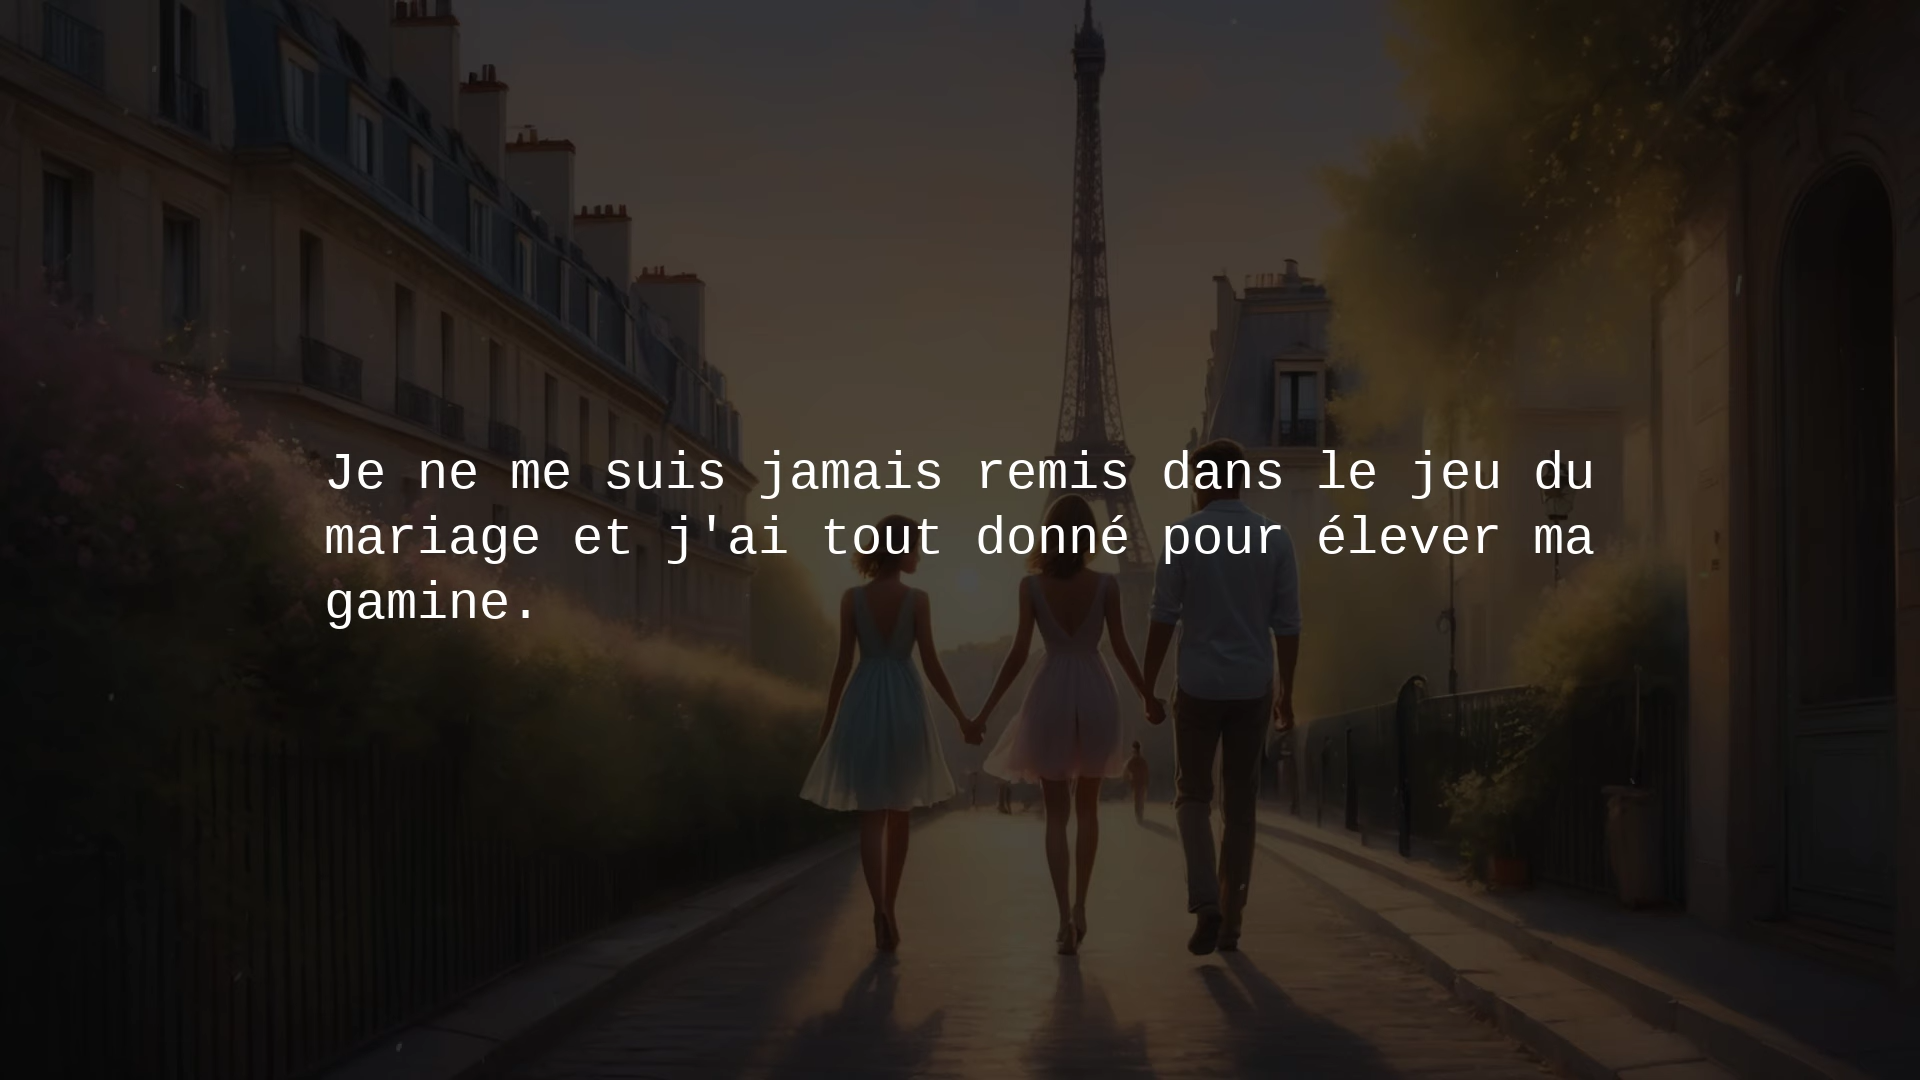 Je ne me suis jamais remis dans le jeu du
mariage et j'ai tout donné pour élever ma
gamine.